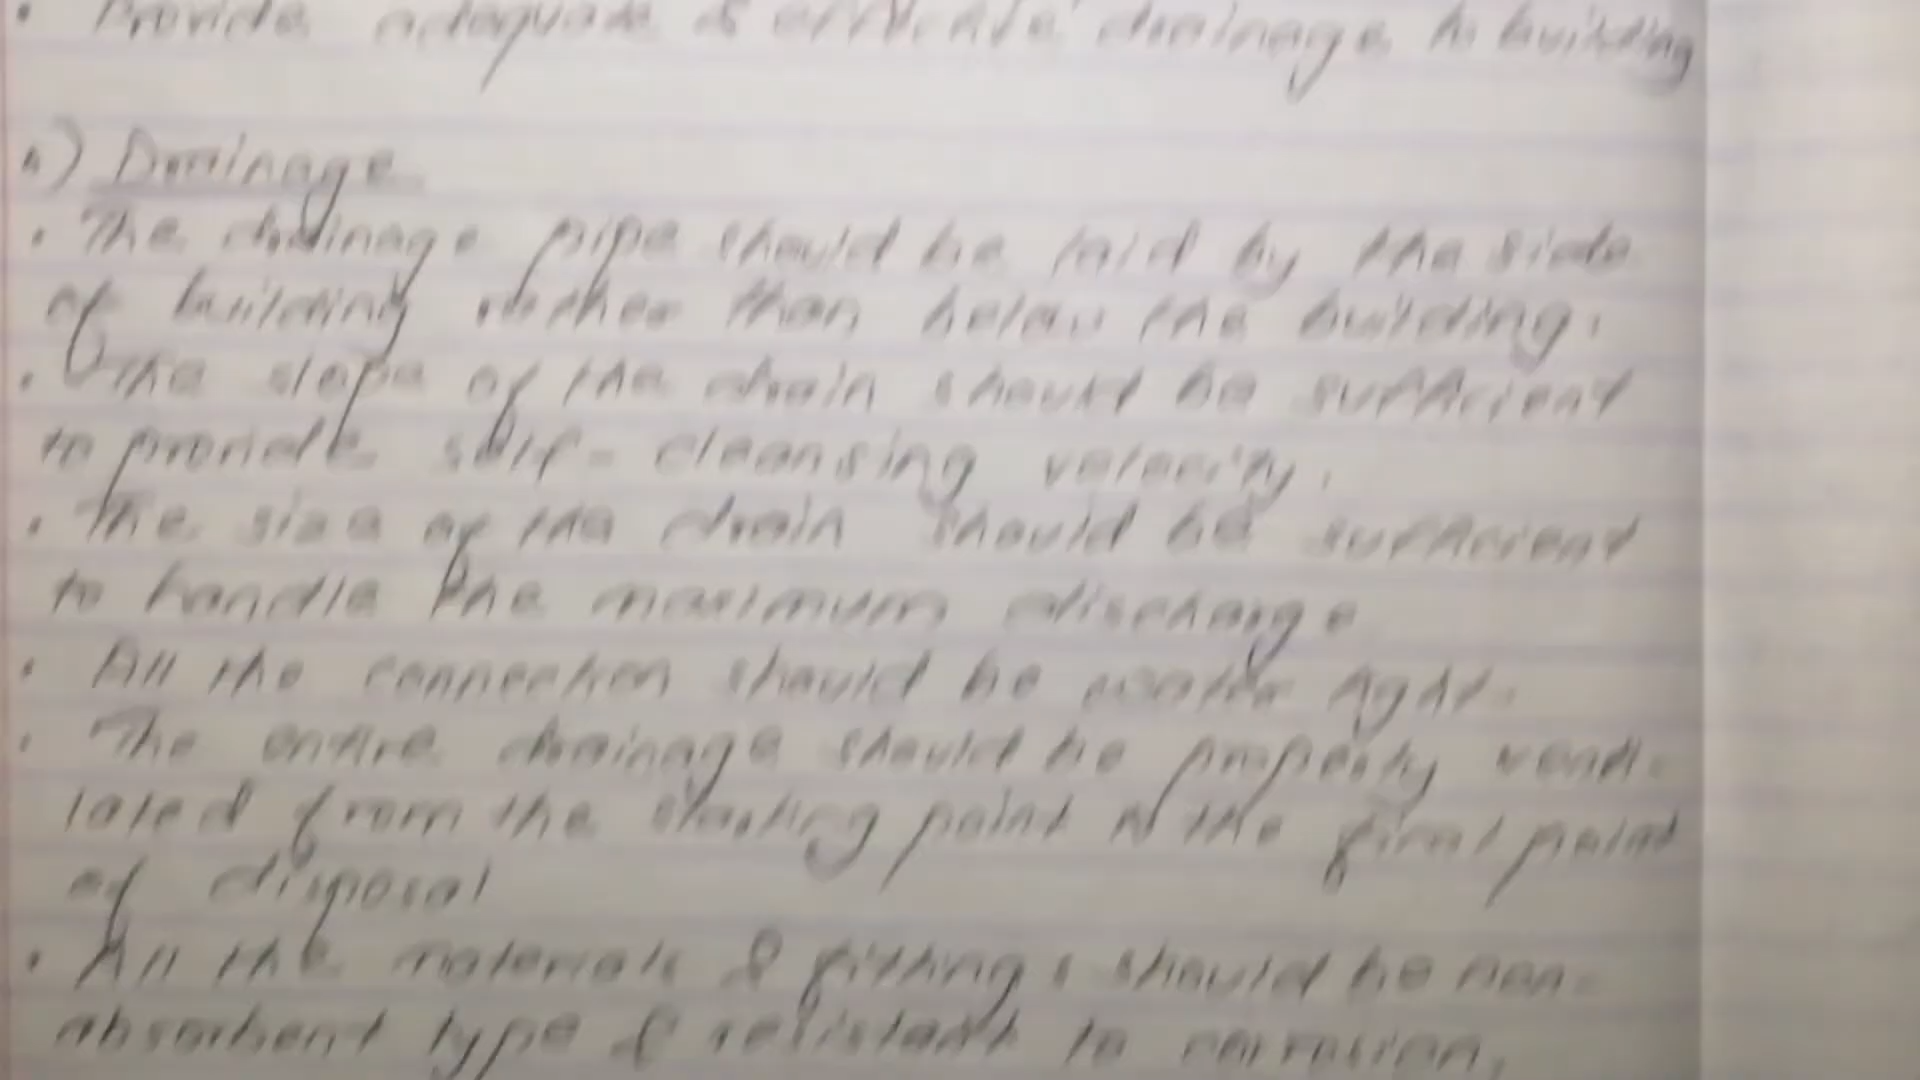 • Provide adequate & effective drainage to building
a) Drainage
• The drainage pipe should be laid by the side
of building rather than below the building.
• The slope of the drain should be sufficient
to provide self-cleansing velocity.
• The size of the drain should be sufficient
to handle the maximum discharge
• All the connection should be water tight.
• The entire drainage should be properly venti-
lated from the starting point to the final point
of disposal
• All the materials & fittings should be non-
absorbent type & resistant to corrosion.